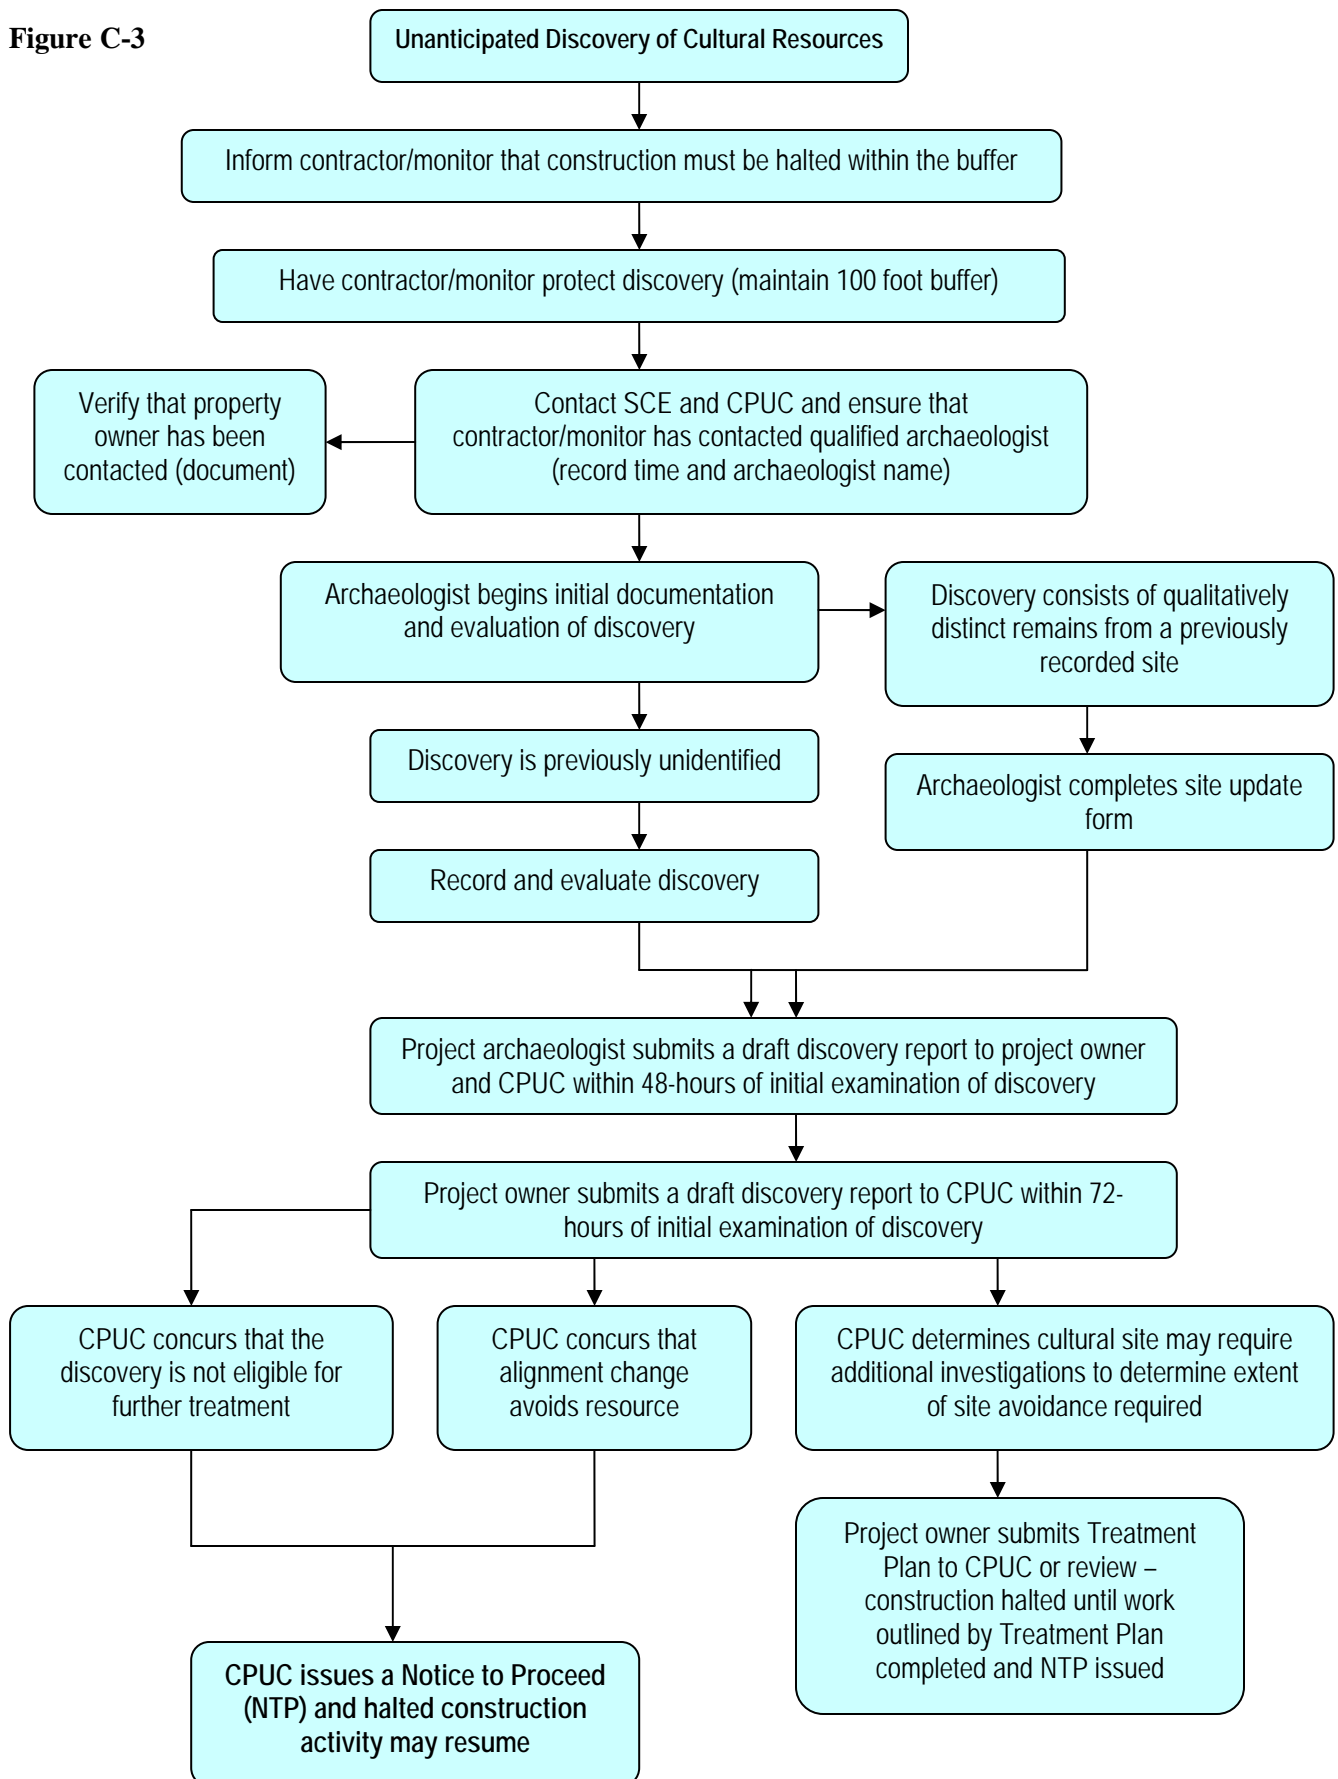 Figure C-3
Unanticipated Discovery of Cultural Resources
Inform contractor/monitor that construction must be halted within the buffer
Have contractor/monitor protect discovery (maintain 100 foot buffer)
Verify that property
owner has been
contacted (document)
Contact SCE and CPUC and ensure that
contractor/monitor has contacted qualified archaeologist
(record time and archaeologist name)
Archaeologist begins initial documentation
and evaluation of discovery
Discovery consists of qualitatively
distinct remains from a previously
recorded site
Discovery is previously unidentified
Archaeologist completes site update
form
Record and evaluate discovery
Project archaeologist submits a draft discovery report to project owner
and CPUC within 48-hours of initial examination of discovery
Project owner submits a draft discovery report to CPUC within 72-
hours of initial examination of discovery
CPUC concurs that the
discovery is not eligible for
further treatment
CPUC concurs that
alignment change
avoids resource
CPUC determines cultural site may require
additional investigations to determine extent
of site avoidance required
Project owner submits Treatment
Plan to CPUC or review –
construction halted until work
outlined by Treatment Plan
completed and NTP issued
CPUC issues a Notice to Proceed
(NTP) and halted construction
activity may resume